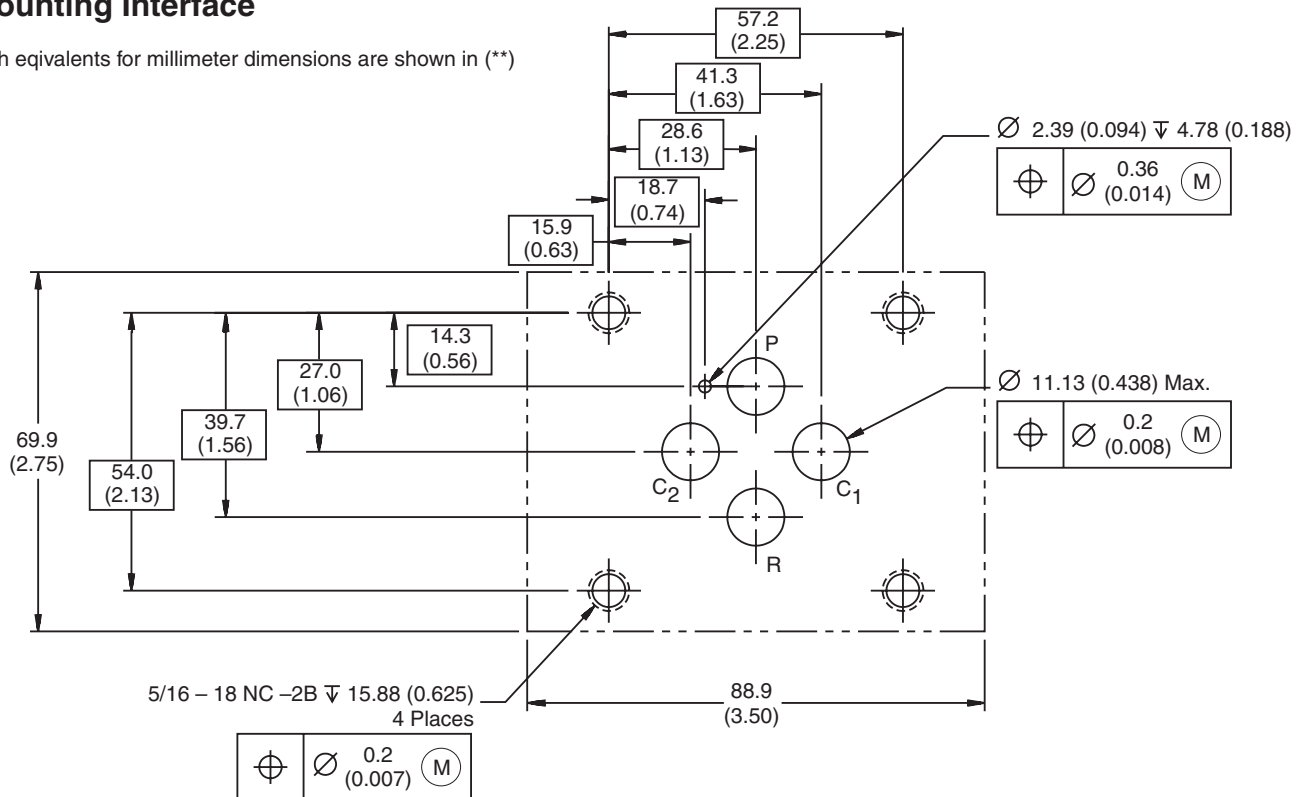 ounting Interface
h eqivalents for millimeter dimensions are shown in (**)
57.2
(2.25)
41.3
(1.63)
28.6
(1.13)
18.7
(0.74)
15.9
(0.63)
⌀ 2.39 (0.094) ↧ 4.78 (0.188)
⌖ ⌀ 0.36
(0.014) Ⓜ
14.3
(0.56)
27.0
(1.06)
39.7
(1.56)
54.0
(2.13)
69.9
(2.75)
P
C2
C1
R
⌀ 11.13 (0.438) Max.
⌖ ⌀ 0.2
(0.008) Ⓜ
5/16 – 18 NC –2B ↧ 15.88 (0.625)
4 Places
⌖ ⌀ 0.2
(0.007) Ⓜ
88.9
(3.50)